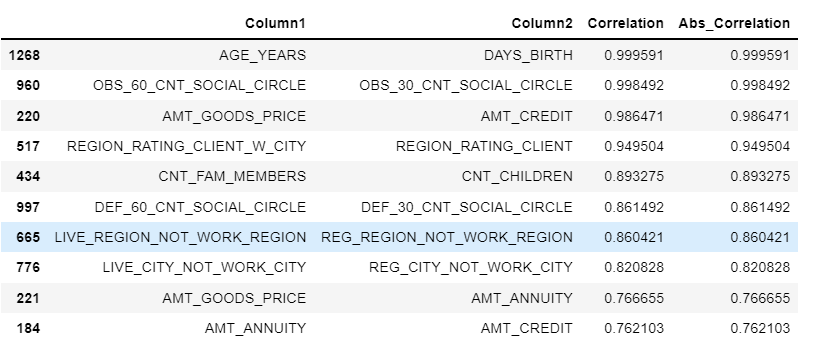 Column1 Column2 Correlation Abs_Correlation
1268 AGE_YEARS DAYS_BIRTH 0.999591 0.999591
960 OBS_60_CNT_SOCIAL_CIRCLE OBS_30_CNT_SOCIAL_CIRCLE 0.998492 0.998492
220 AMT_GOODS_PRICE AMT_CREDIT 0.986471 0.986471
517 REGION_RATING_CLIENT_W_CITY REGION_RATING_CLIENT 0.949504 0.949504
434 CNT_FAM_MEMBERS CNT_CHILDREN 0.893275 0.893275
997 DEF_60_CNT_SOCIAL_CIRCLE DEF_30_CNT_SOCIAL_CIRCLE 0.861492 0.861492
665 LIVE_REGION_NOT_WORK_REGION REG_REGION_NOT_WORK_REGION 0.860421 0.860421
776 LIVE_CITY_NOT_WORK_CITY REG_CITY_NOT_WORK_CITY 0.820828 0.820828
221 AMT_GOODS_PRICE AMT_ANNUITY 0.766655 0.766655
184 AMT_ANNUITY AMT_CREDIT 0.762103 0.762103